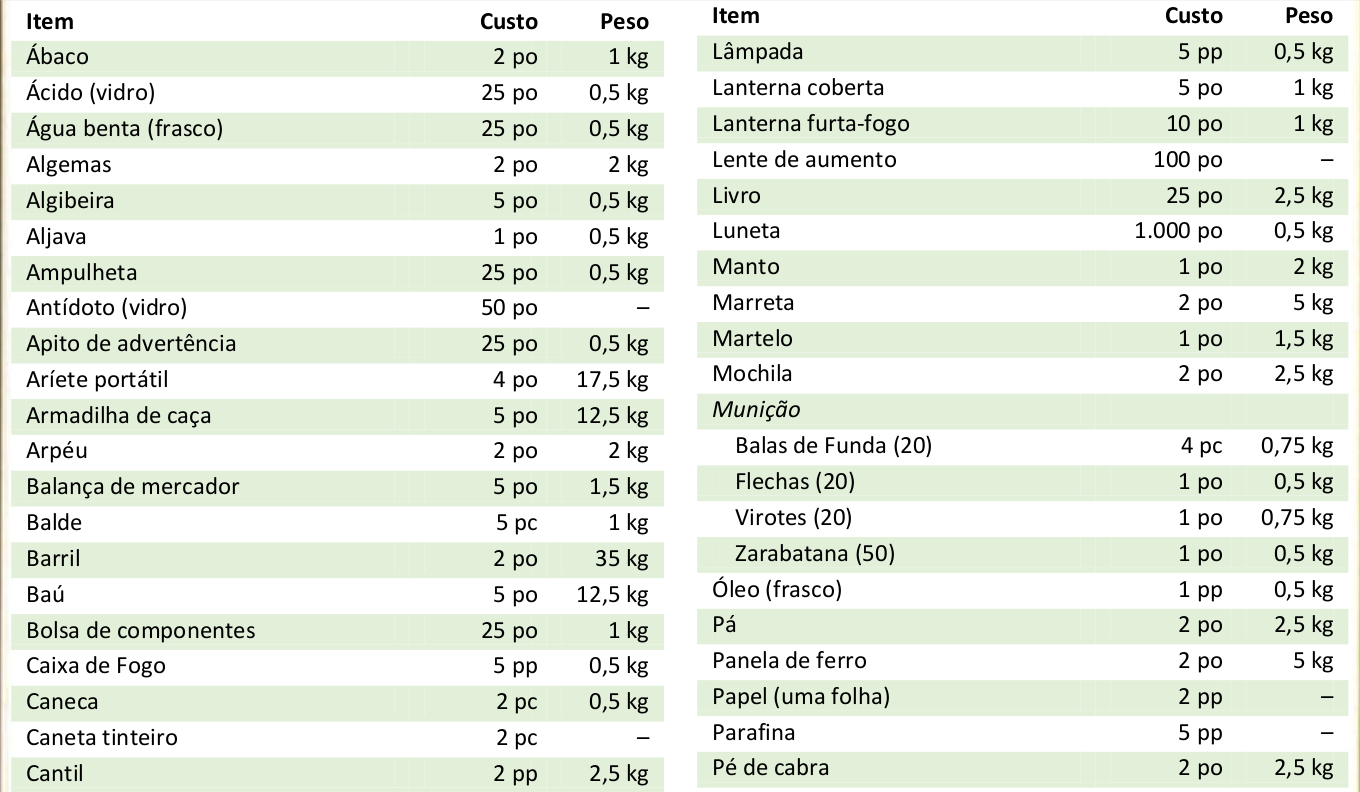 Item Custo Peso
Ábaco 2 po 1 kg
Ácido (vidro) 25 po 0,5 kg
Água benta (frasco) 25 po 0,5 kg
Algemas 2 po 2 kg
Algibeira 5 po 0,5 kg
Aljava 1 po 0,5 kg
Ampulheta 25 po 0,5 kg
Antídoto (vidro) 50 po –
Apito de advertência 25 po 0,5 kg
Aríete portátil 4 po 17,5 kg
Armadilha de caça 5 po 12,5 kg
Arpéu 2 po 2 kg
Balança de mercador 5 po 1,5 kg
Balde 5 pc 1 kg
Barril 2 po 35 kg
Baú 5 po 12,5 kg
Bolsa de componentes 25 po 1 kg
Caixa de Fogo 5 pp 0,5 kg
Caneca 2 pc 0,5 kg
Caneta tinteiro 2 pc –
Cantil 2 pp 2,5 kg
Item Custo Peso
Lâmpada 5 pp 0,5 kg
Lanterna coberta 5 po 1 kg
Lanterna furta-fogo 10 po 1 kg
Lente de aumento 100 po –
Livro 25 po 2,5 kg
Luneta 1.000 po 0,5 kg
Manto 1 po 2 kg
Marreta 2 po 5 kg
Martelo 1 po 1,5 kg
Mochila 2 po 2,5 kg
Munição
Balas de Funda (20) 4 pc 0,75 kg
Flechas (20) 1 po 0,5 kg
Virotes (20) 1 po 0,75 kg
Zarabatana (50) 1 po 0,5 kg
Óleo (frasco) 1 pp 0,5 kg
Pá 2 po 2,5 kg
Panela de ferro 2 po 5 kg
Papel (uma folha) 2 pp –
Parafina 5 pp –
Pé de cabra 2 po 2,5 kg